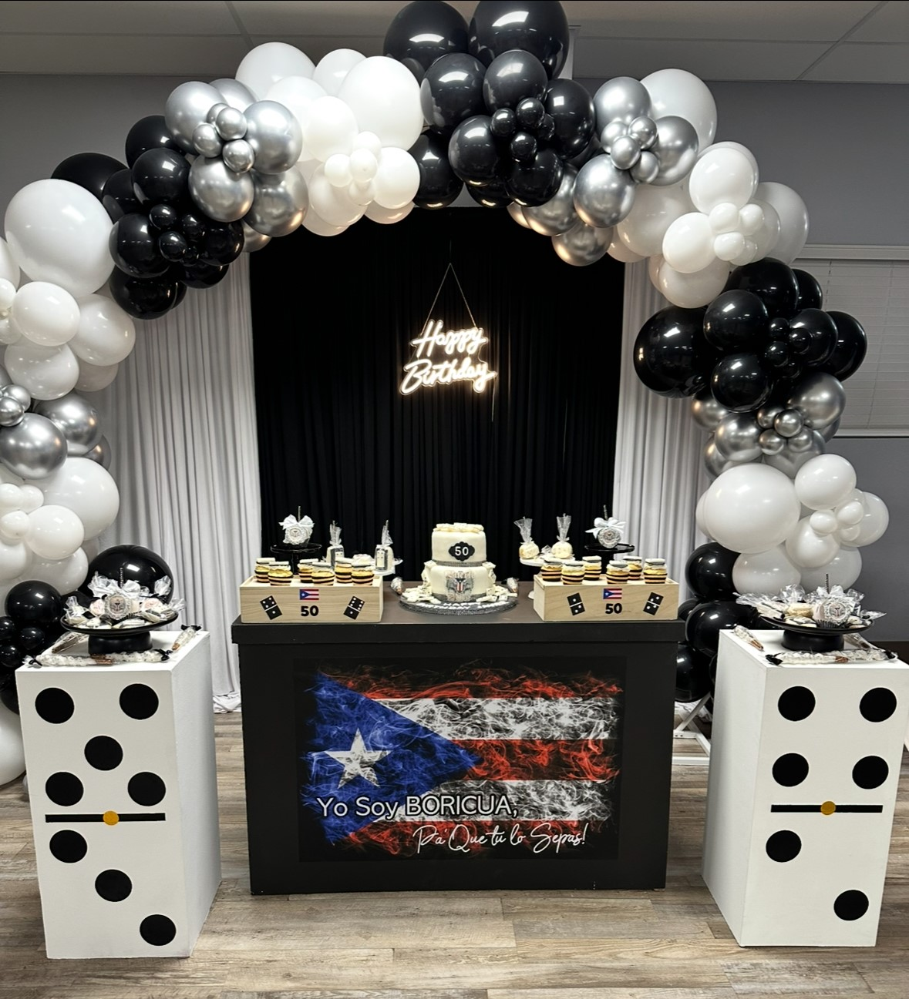 Happy
Birthday
50
50
50
Yo Soy BORICUA,
Pa'Que tu lo Sepas!